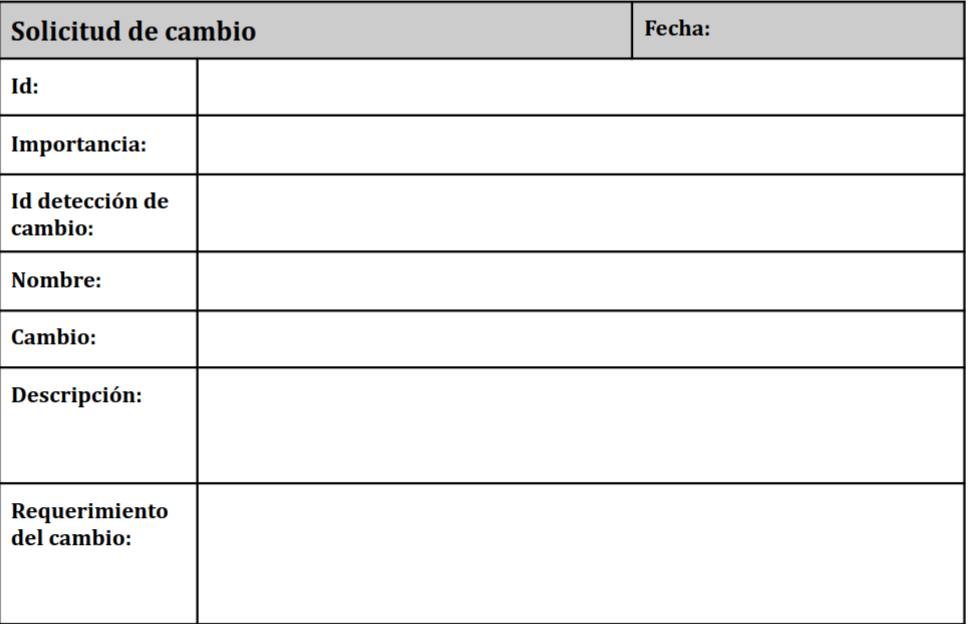 Solicitud de cambio
Fecha:
Id:
Importancia:
Id detección de
cambio:
Nombre:
Cambio:
Descripción:
Requerimiento
del cambio: